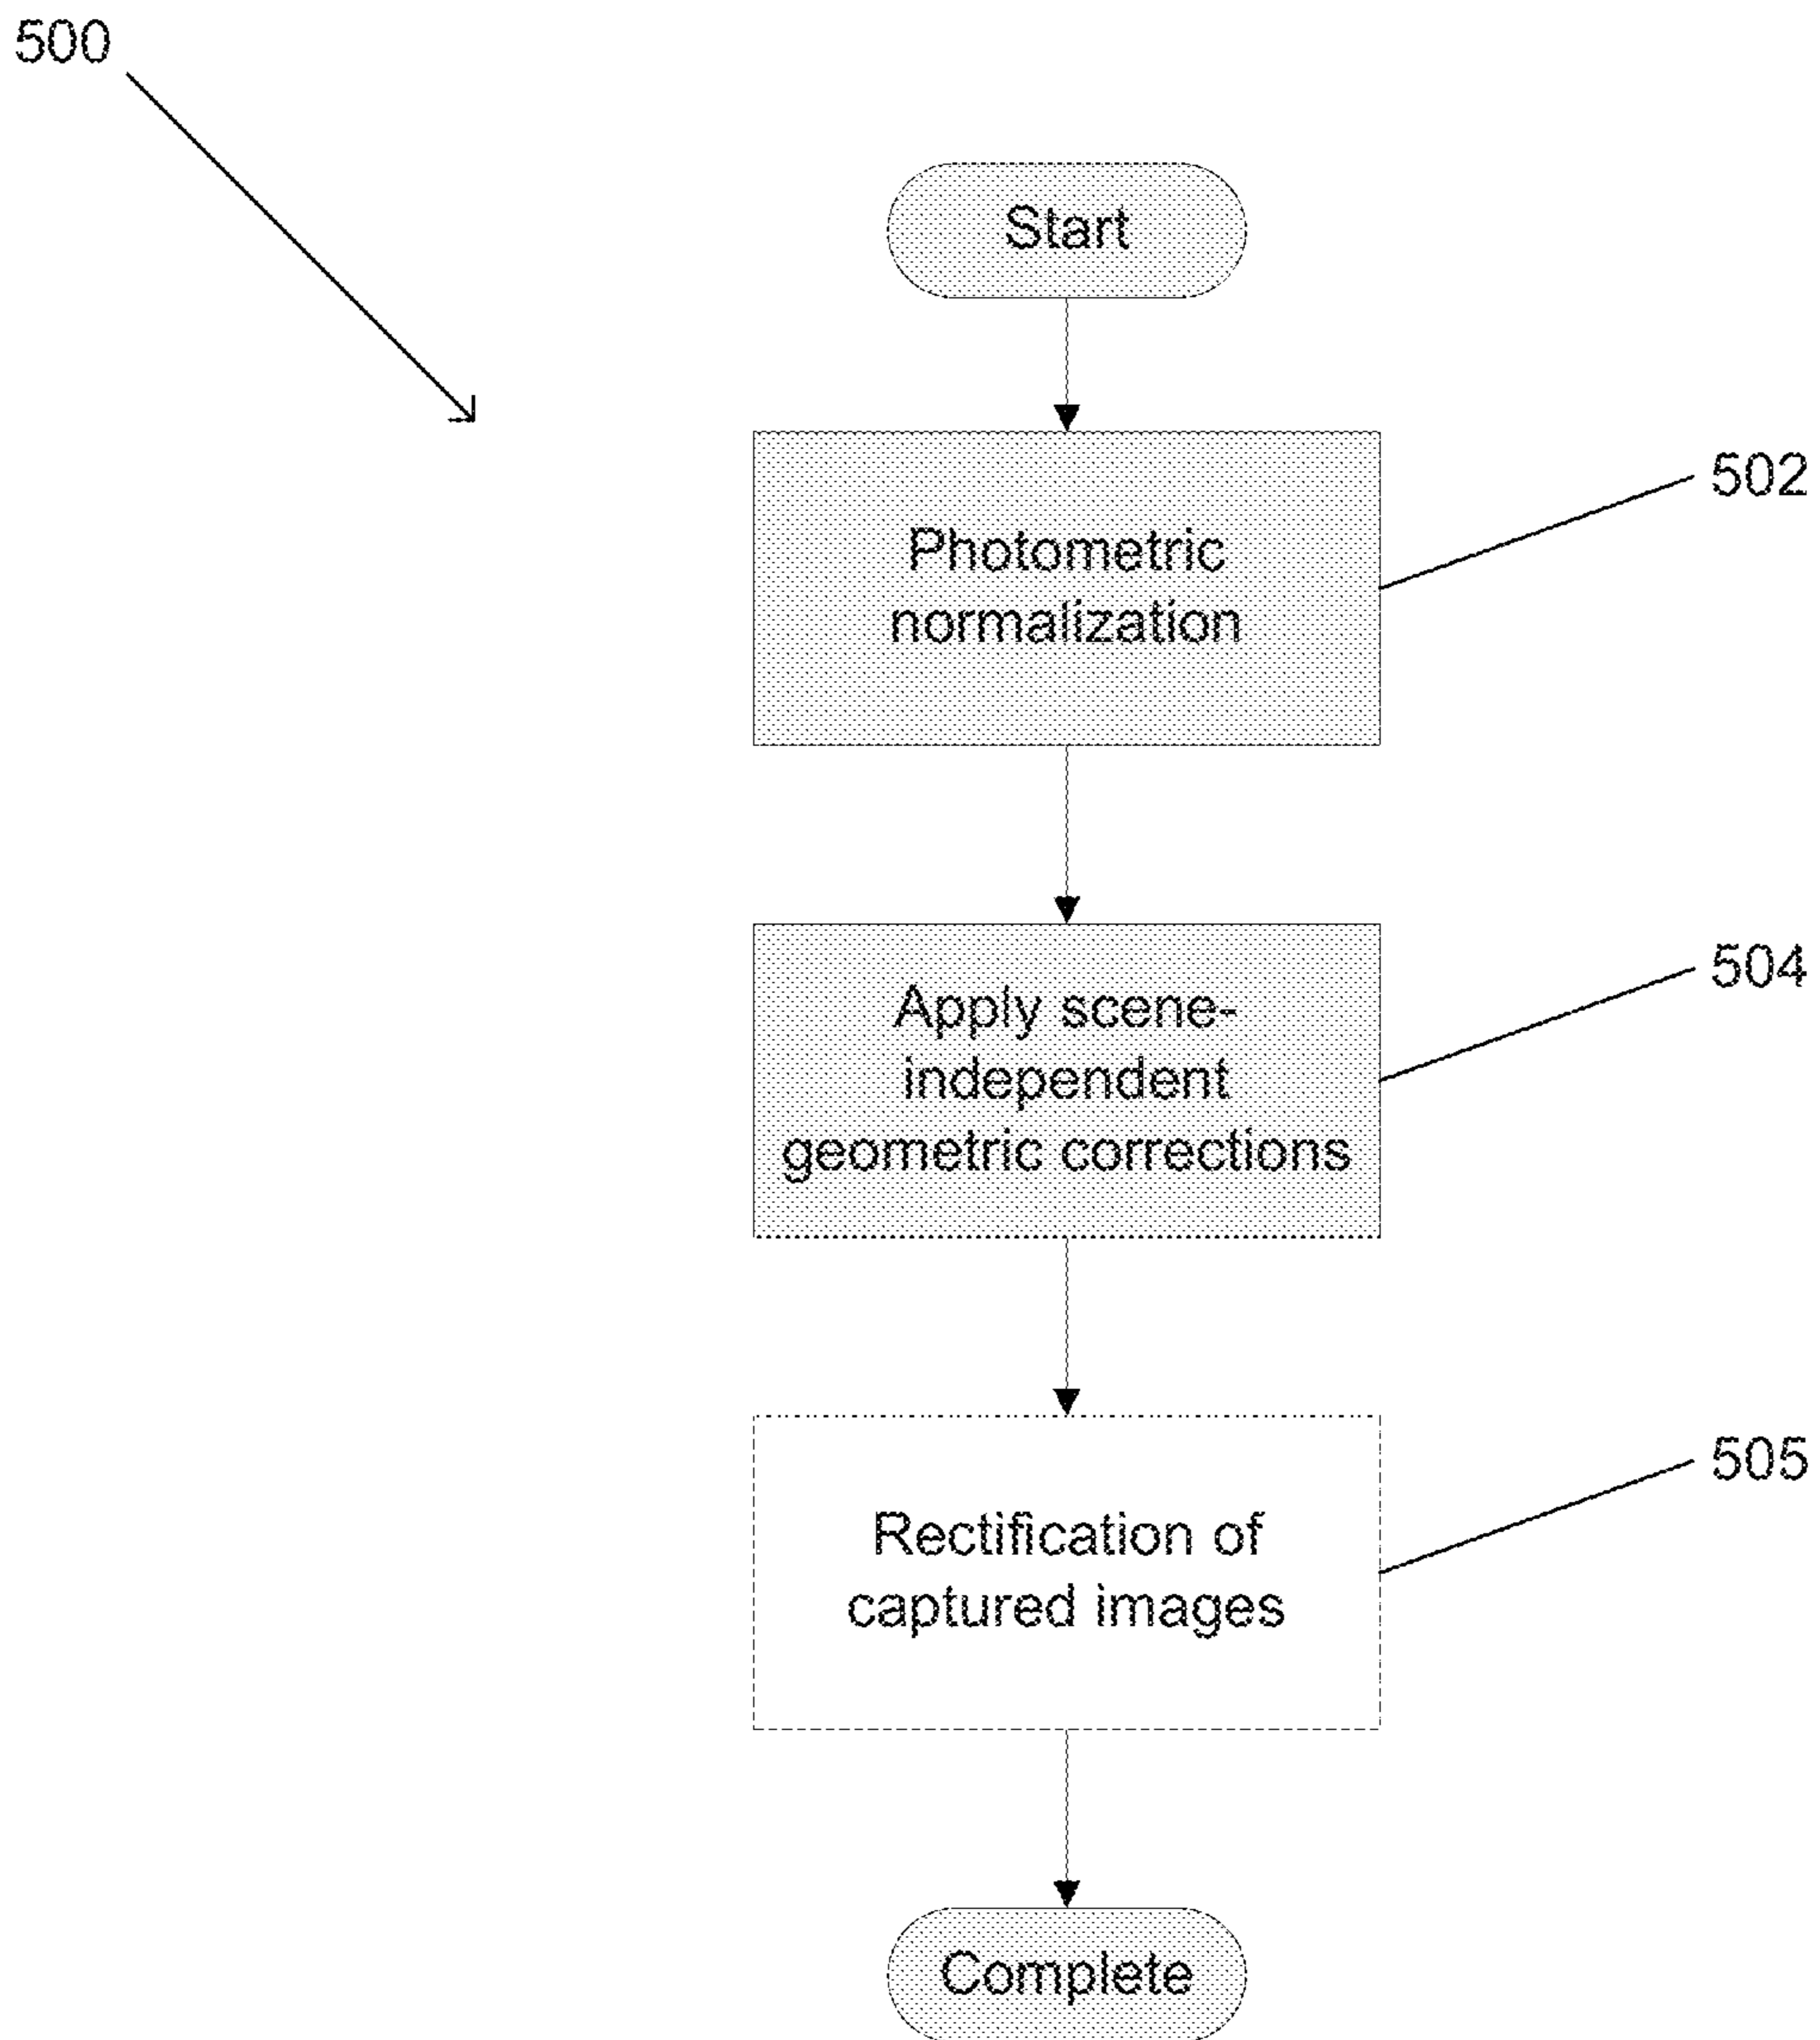 500
Start
Photometric
normalization
502
Apply scene-
independent
geometric corrections
504
Rectification of
captured images
505
Complete